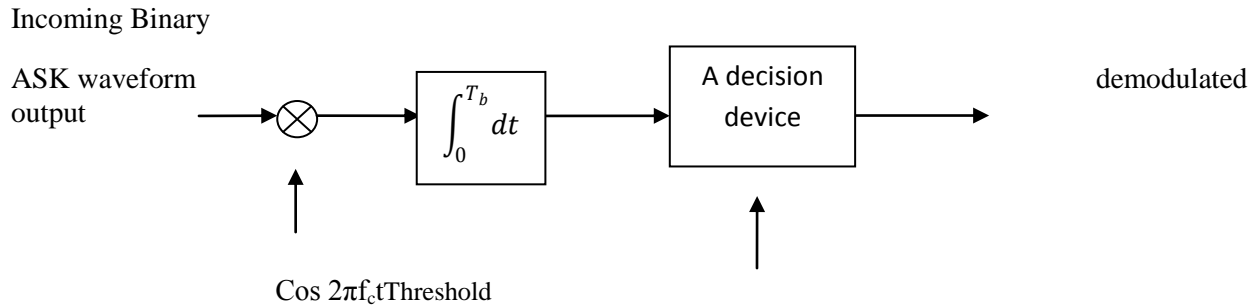 Incoming Binary
ASK waveform
output
∫₀^{T_b} dt
A decision
device
demodulated
Cos 2πf_ctThreshold